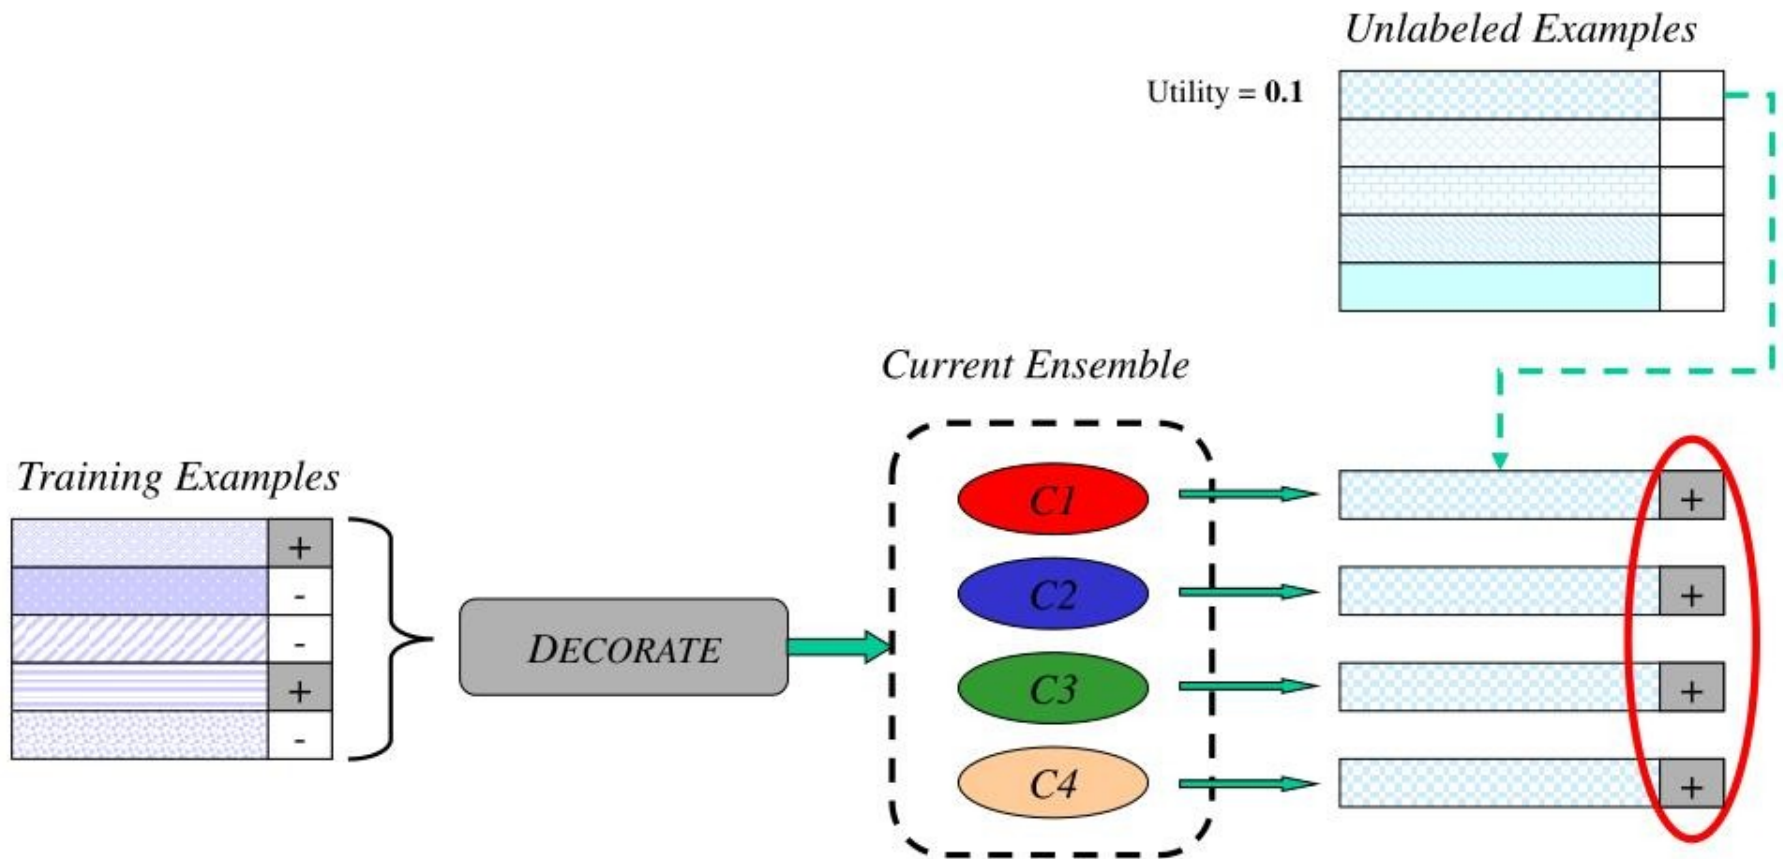 Unlabeled Examples
Utility = 0.1
Current Ensemble
Training Examples
+
-
-
+
-
DECORATE
C1
C2
C3
C4
+
+
+
+